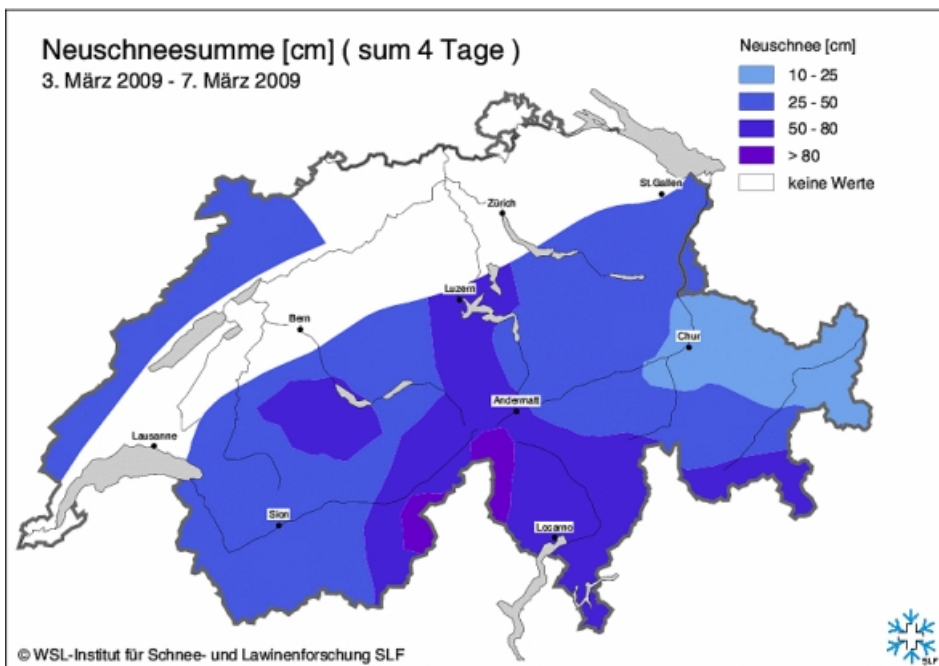 Neuschneesumme [cm] ( sum 4 Tage )
3. März 2009 - 7. März 2009
Neuschnee [cm]
10 - 25
25 - 50
50 - 80
> 80
keine Werte
St.Gallen
Zürich
Luzern
Bern
Chur
Andermatt
Lausanne
Sion
Locarno
© WSL-Institut für Schnee- und Lawinenforschung SLF
SLF